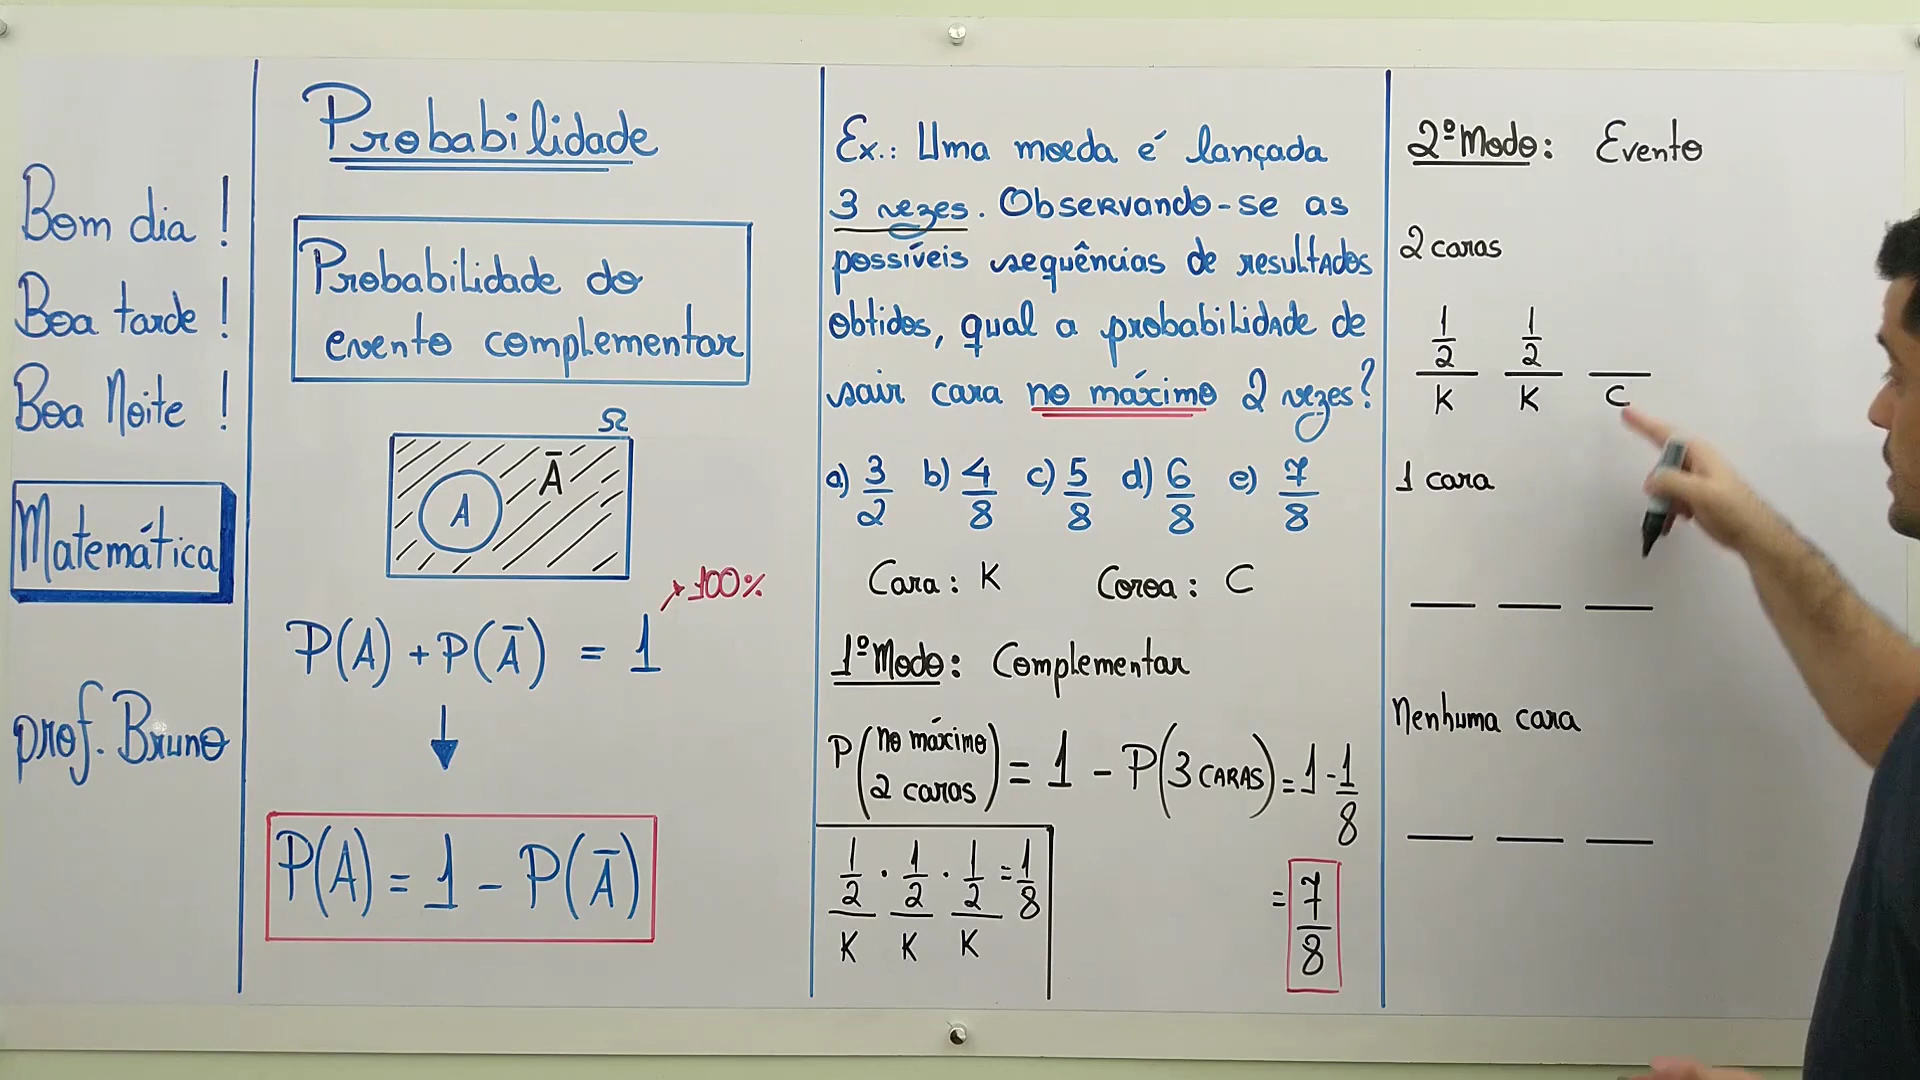 Bom dia !
Boa tarde !
Boa Noite !
Matemática
prof. Bruno
Probabilidade
Probabilidade do
evento complementar
Ω
A
Ā
100%
P(A) + P(Ā) = 1
P(A) = 1 - P(Ā)
Ex.: Uma moeda é lançada
3 vezes. Observando-se as
possíveis sequências de resultados
obtidos, qual a probabilidade de
sair cara no máximo 2 vezes?
a) 3/2 b) 4/8 c) 5/8 d) 6/8 e) 7/8
Cara: K Coroa: C
1º Modo: Complementar
P(no máximo 2 caras) = 1 - P(3 CARAS) = 1 - 1/8
= 7/8
1/2 · 1/2 · 1/2 = 1/8
K K K
2º Modo: Evento
2 caras
1/2 1/2
K K C
1 cara
Nenhuma cara